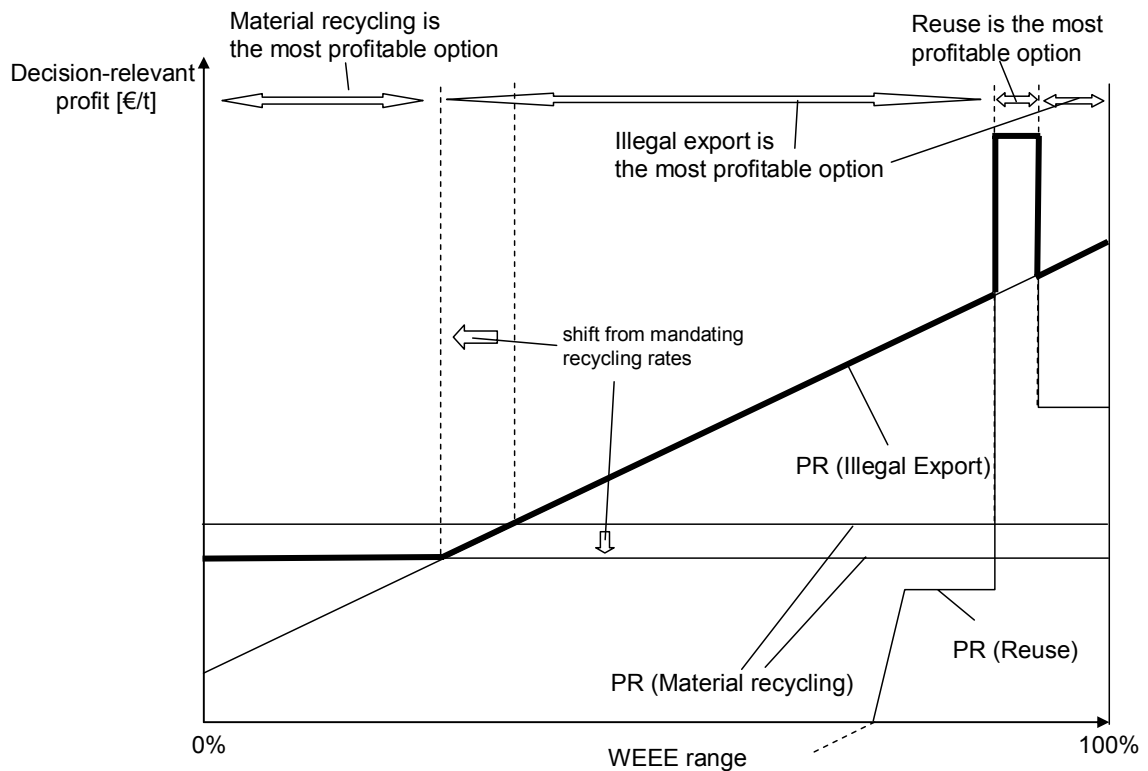 Material recycling is
the most profitable option
Reuse is the most
profitable option
Decision-relevant
profit [€/t]
Illegal export is
the most profitable option
shift from mandating
recycling rates
PR (Illegal Export)
PR (Reuse)
PR (Material recycling)
0%
WEEE range
100%